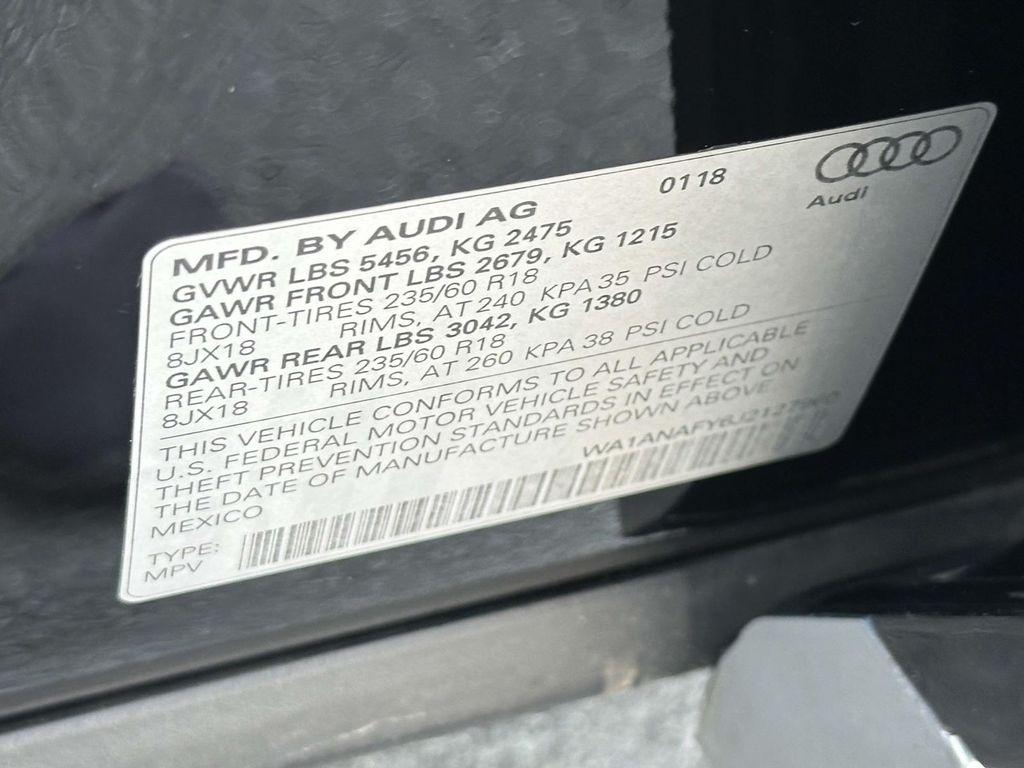 0118
Audi
MFD. BY AUDI AG
GVWR LBS 5456, KG 2475
GAWR FRONT LBS 2679, KG 1215
FRONT-TIRES 235/60 R18
8JX18 RIMS, AT 240 KPA 35 PSI COLD
GAWR REAR LBS 3042, KG 1380
REAR-TIRES 235/60 R18
8JX18 RIMS, AT 260 KPA 38 PSI COLD
THIS VEHICLE CONFORMS TO ALL APPLICABLE
U.S. FEDERAL MOTOR VEHICLE SAFETY AND
THEFT PREVENTION STANDARDS IN EFFECT ON
THE DATE OF MANUFACTURE SHOWN ABOVE
MEXICO
TYPE:
MPV